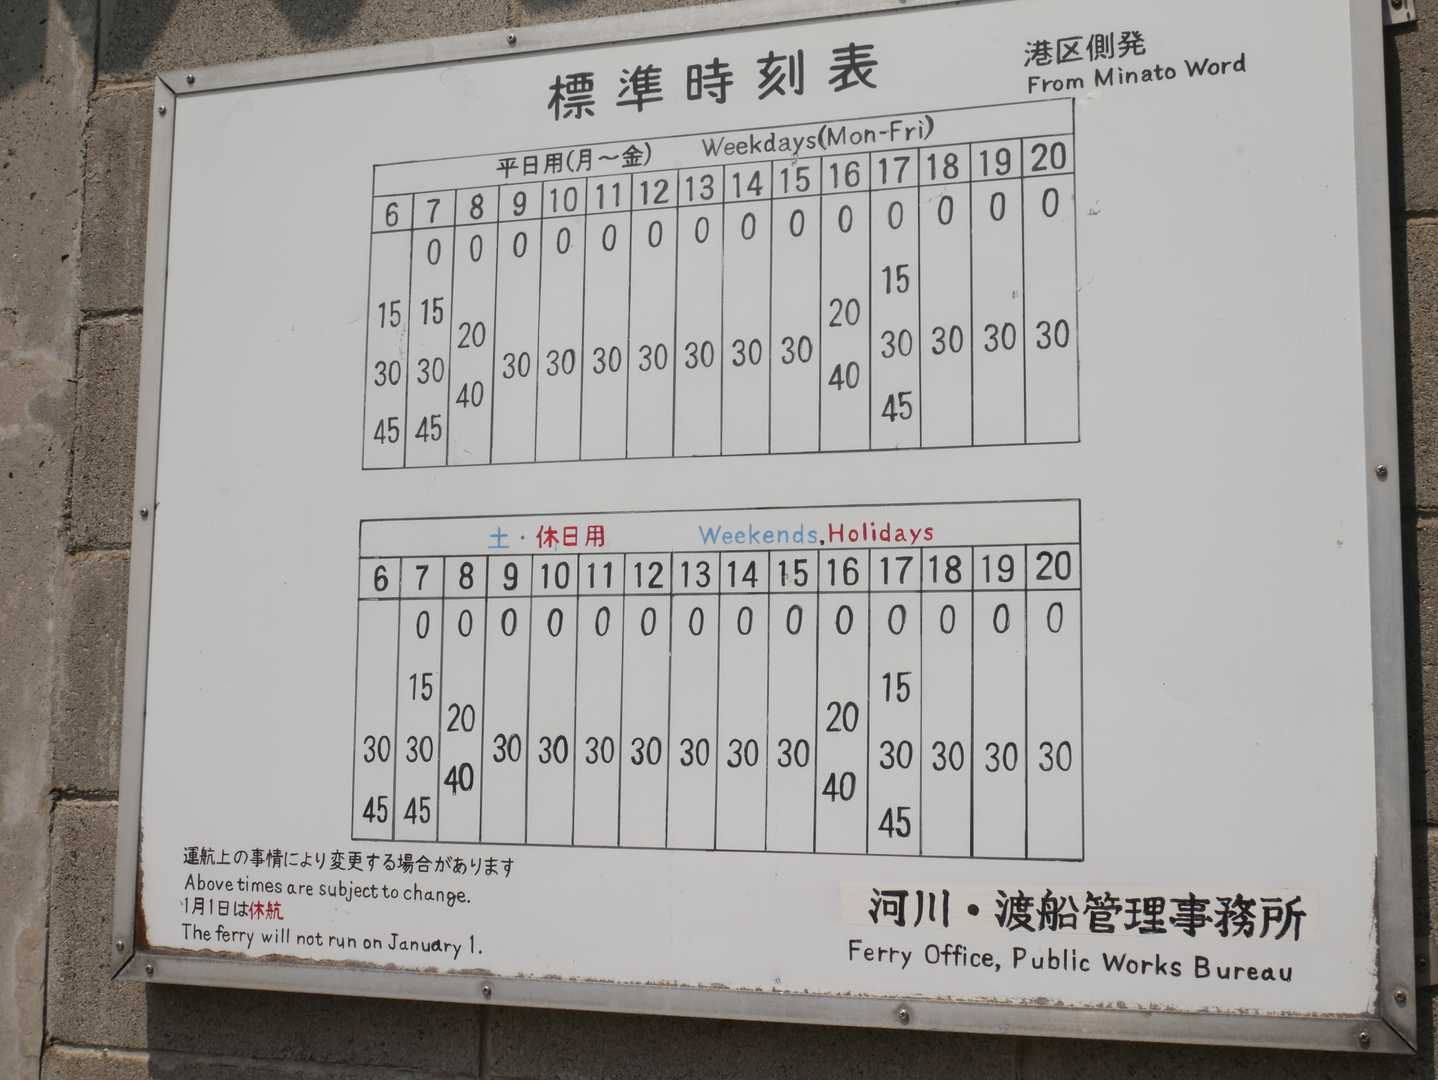 標準時刻表
港区側発
From Minato Word
平日用(月～金) Weekdays(Mon-Fri)
6 7 8 9 10 11 12 13 14 15 16 17 18 19 20
0 0 0 0 0 0 0 0 0 0 0 0 0 0
15 15 20 20 15
30 30 30 30 30 30 30 30 30 30 30 30 30
45 45 40 40 45
土・休日用 Weekends,Holidays
6 7 8 9 10 11 12 13 14 15 16 17 18 19 20
0 0 0 0 0 0 0 0 0 0 0 0 0 0
15 20 20 15
30 30 30 30 30 30 30 30 30 30 30 30 30
45 45 40 40 45
運航上の事情により変更する場合があります
Above times are subject to change.
1月1日は休航
The ferry will not run on January 1.
河川・渡船管理事務所
Ferry Office, Public Works Bureau